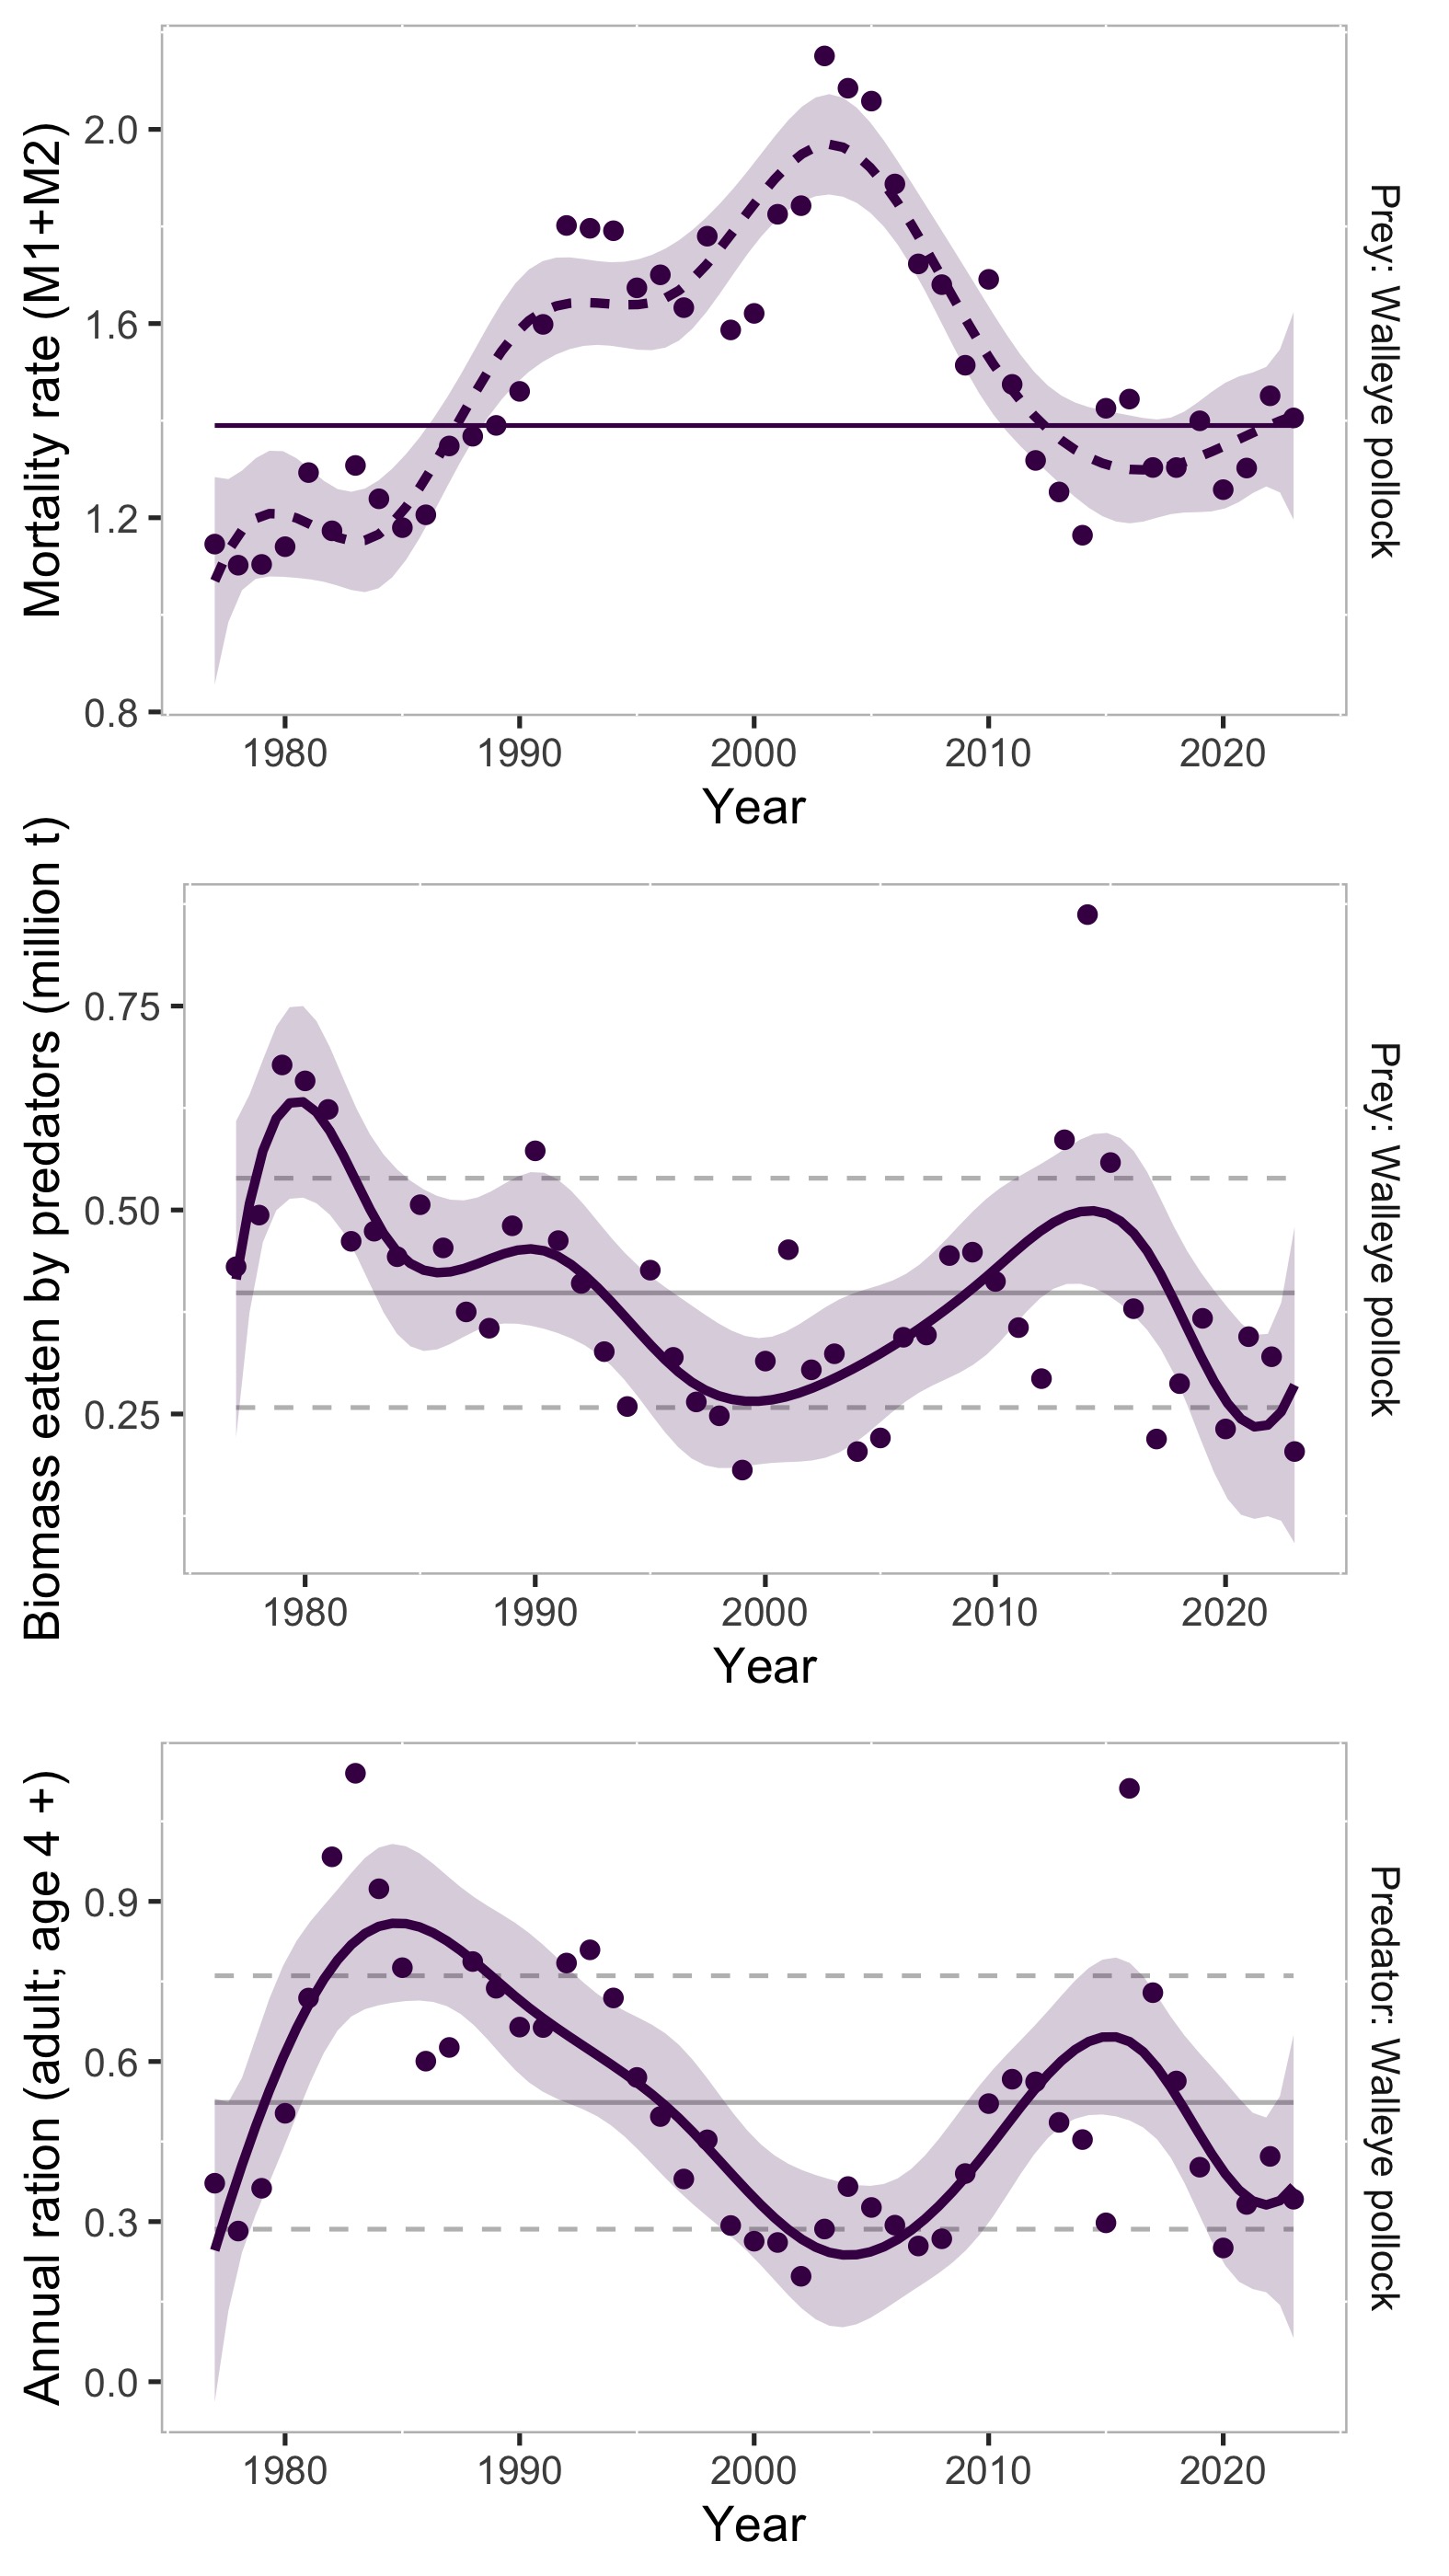 Mortality rate (M1+M2)
2.0
1.6
1.2
0.8
1980 1990 2000 2010 2020
Year
Prey: Walleye pollock
Biomass eaten by predators (million t)
0.75
0.50
0.25
1980 1990 2000 2010 2020
Year
Prey: Walleye pollock
Annual ration (adult; age 4 +)
0.9
0.6
0.3
0.0
1980 1990 2000 2010 2020
Year
Predator: Walleye pollock